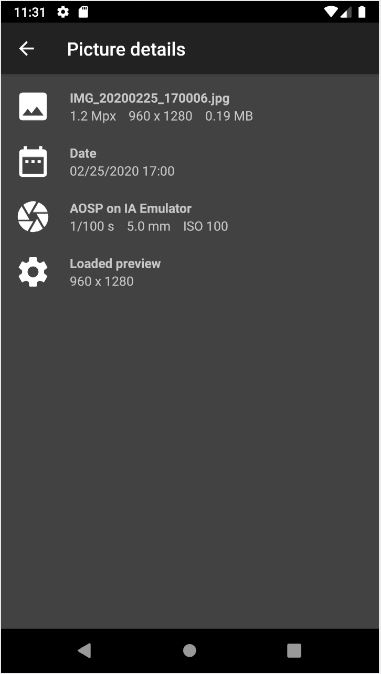 11:31
Picture details
IMG_20200225_170006.jpg
1.2 Mpx 960 x 1280 0.19 MB
Date
02/25/2020 17:00
AOSP on IA Emulator
1/100 s 5.0 mm ISO 100
Loaded preview
960 x 1280